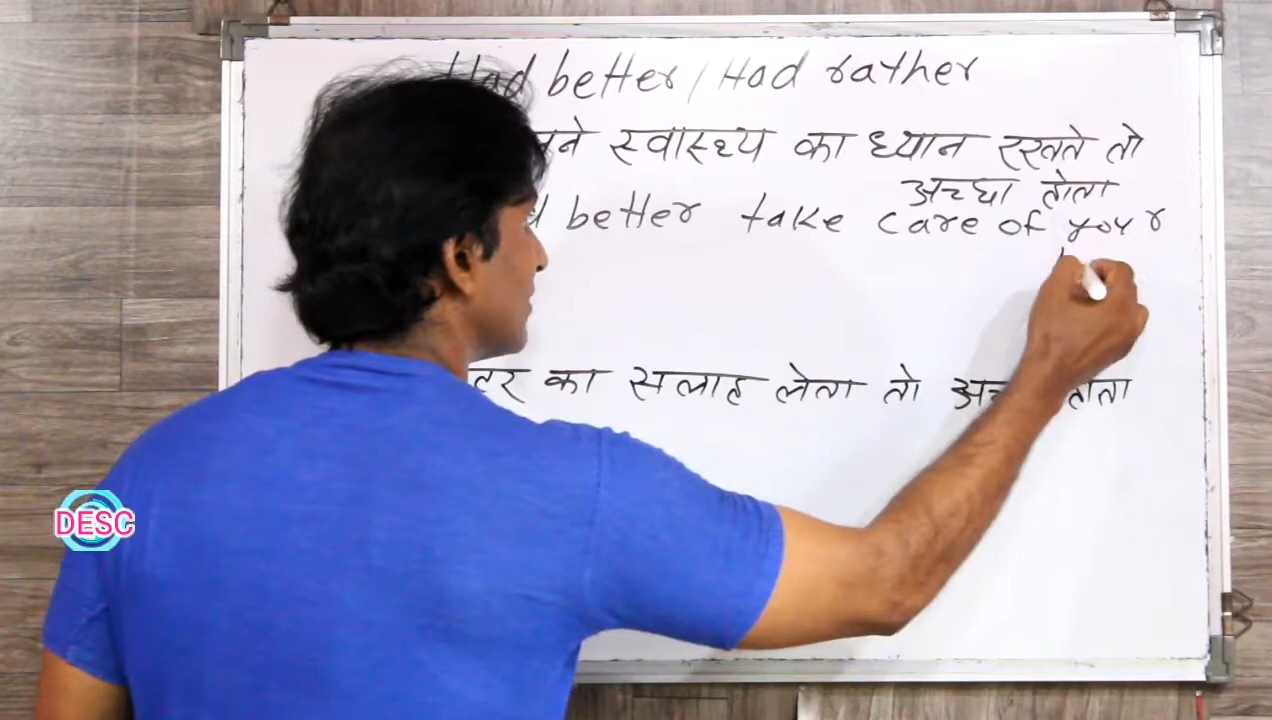 Had better / Had rather
स्वास्थ्य का ध्यान रखते तो
अच्छा होता
better take care of your
का सलाह लेता तो होता
DESC